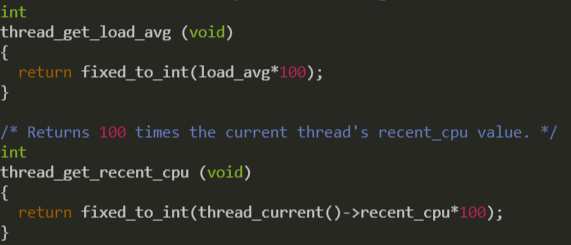 int
thread_get_load_avg (void)
{
  return fixed_to_int(load_avg*100);
}

/* Returns 100 times the current thread's recent_cpu value. */
int
thread_get_recent_cpu (void)
{
  return fixed_to_int(thread_current()->recent_cpu*100);
}